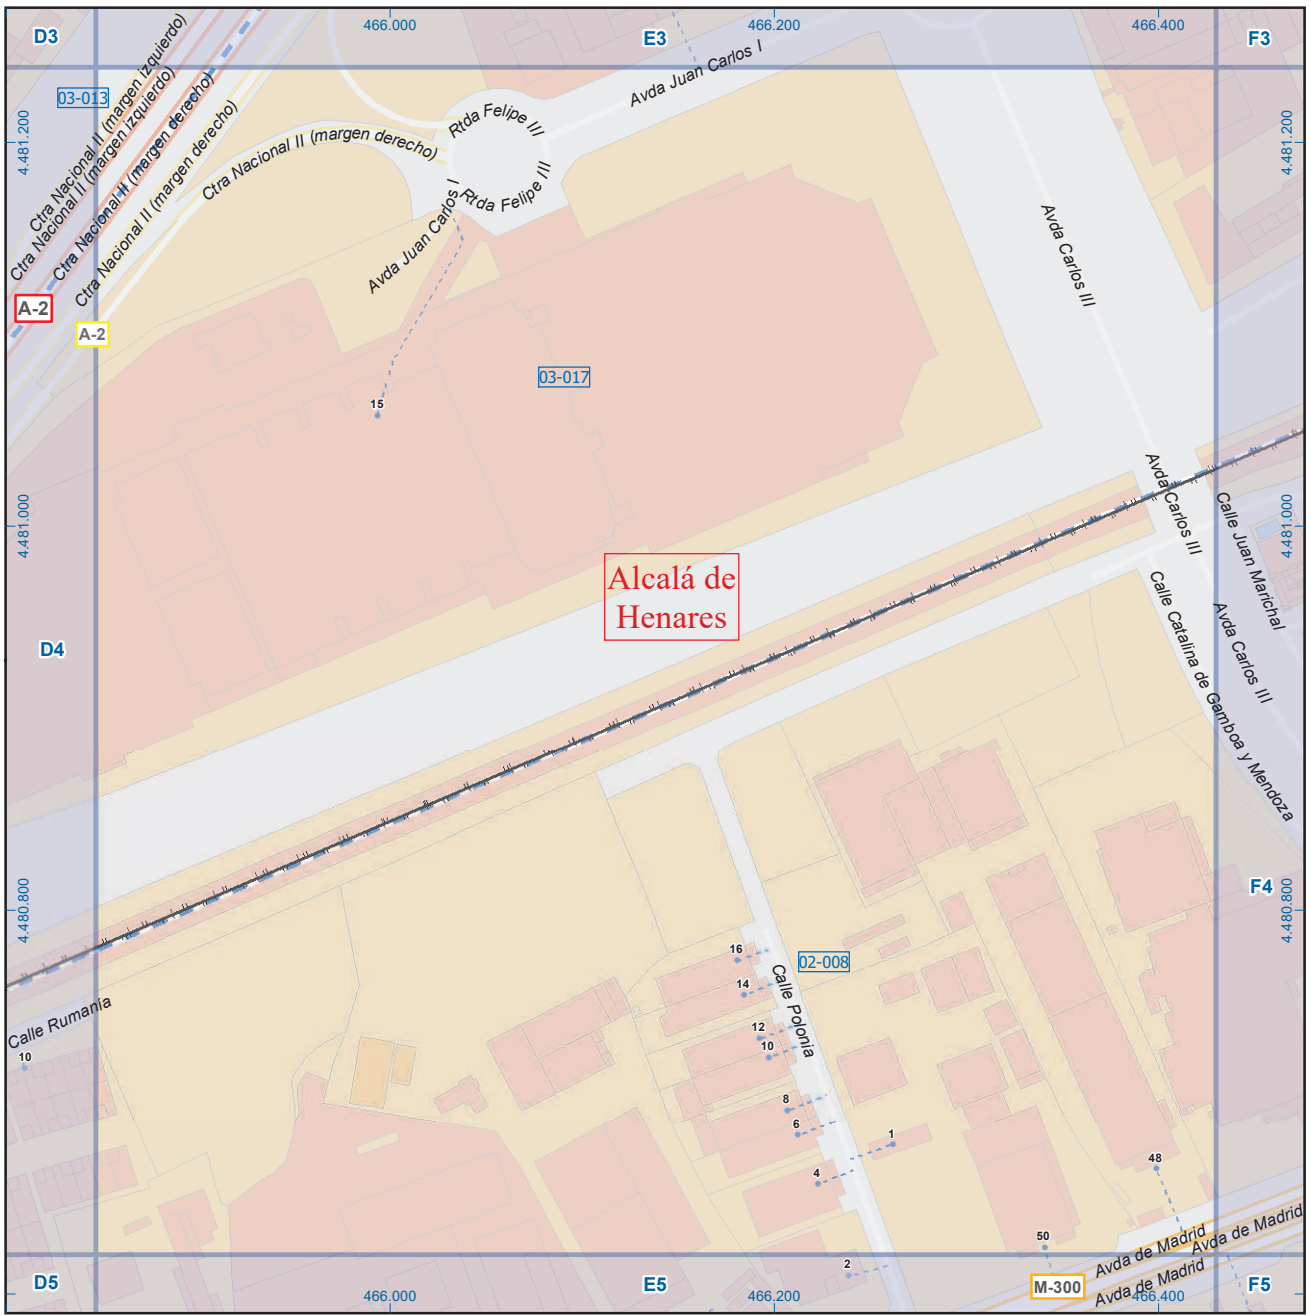 D3
466.000
E3
466.200
466.400
F3
03-013
4.481.200
4.481.200
Ctra Nacional II (margen izquierdo)
Ctra Nacional II (margen izquierdo)
Ctra Nacional II (margen derecho)
Ctra Nacional II (margen derecho)
Ctra Nacional II (margen derecho)
Rtda Felipe III
Rtda Felipe III
Avda Juan Carlos I
Avda Juan Carlos I
Avda Carlos III
A-2
A-2
03-017
15
Avda Carlos III
Calle Juan Marichal
4.481.000
4.481.000
Alcalá de
Henares
D4
Calle Catalina de Gamboa y Mendoza
Avda Carlos III
4.480.800
4.480.800
F4
16
02-008
14
Calle Polonia
Calle Rumanía
12
10
10
8
6
1
4
48
50
2
Avda de Madrid
Avda de Madrid
Avda de Madrid
M-300
D5
466.000
E5
466.200
466.400
F5